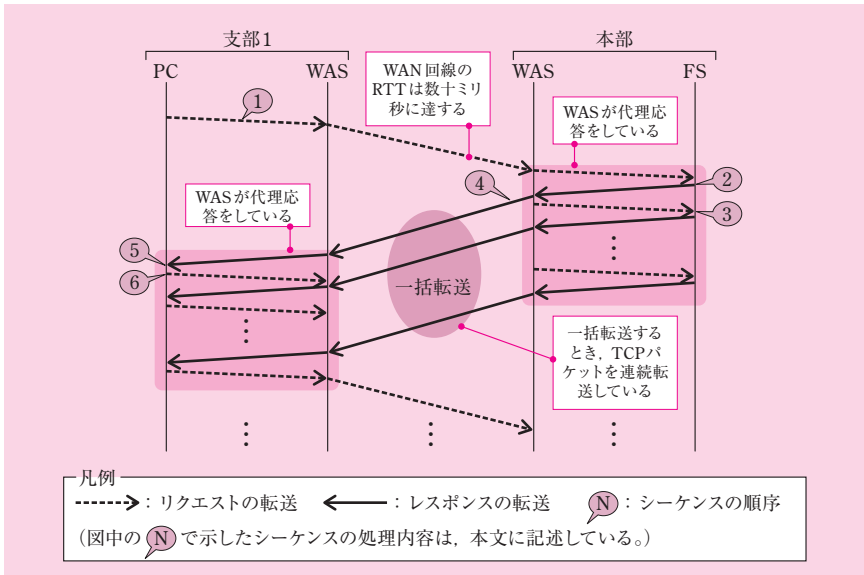 支部1
本部
PC
WAS
WAS
FS
WAN回線の
RTTは数十ミリ
秒に達する
WASが代理応
答をしている
1
2
3
4
WASが代理応
答をしている
5
6
一括転送
一括転送する
とき，TCPパ
ケットを連続転
送している
凡例
：リクエストの転送
：レスポンスの転送
N：シーケンスの順序
（図中のNで示したシーケンスの処理内容は，本文に記述している。）